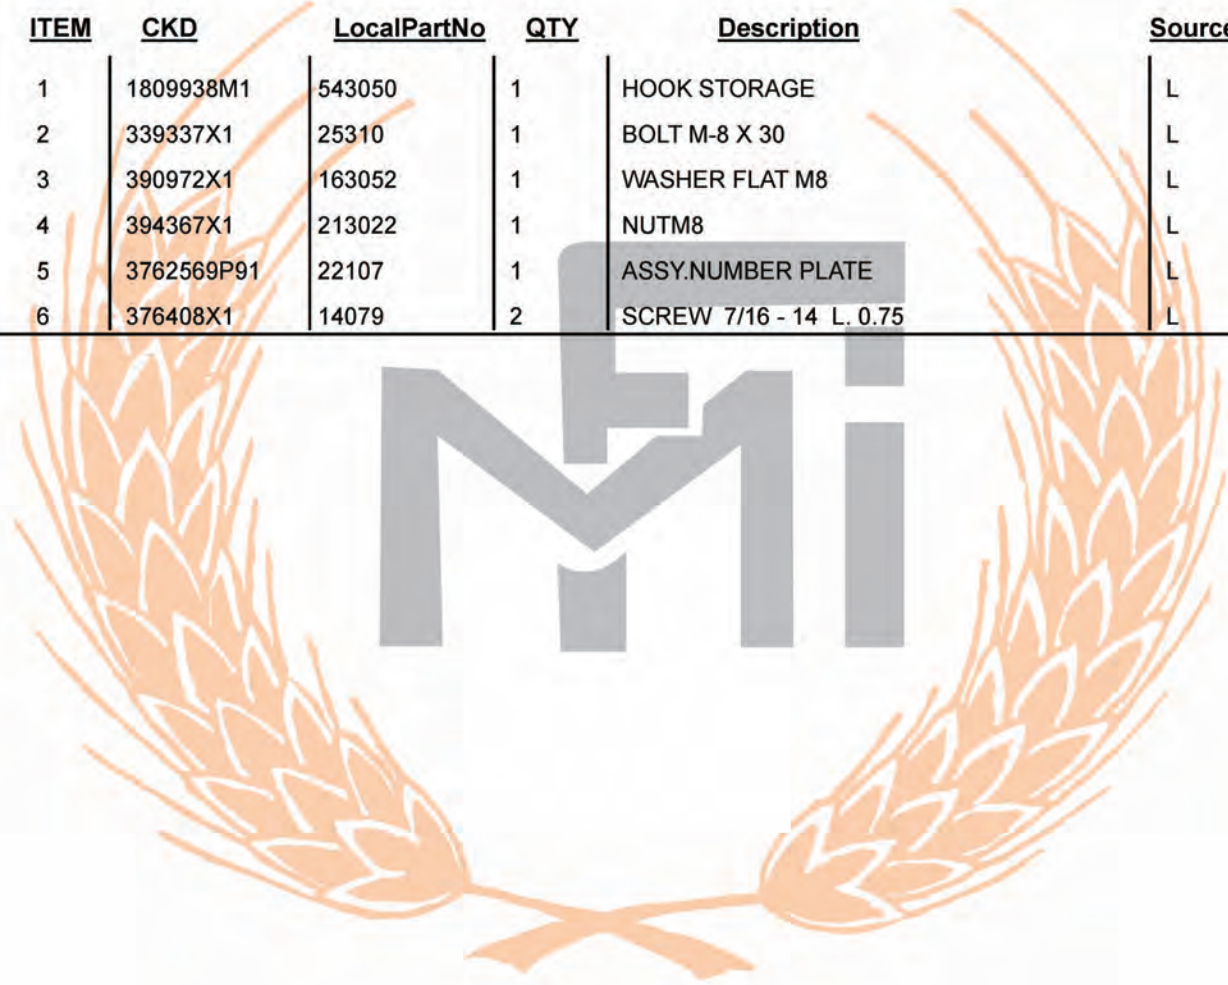 ITEM CKD LocalPartNo QTY Description Source
1 1809938M1 543050 1 HOOK STORAGE L
2 339337X1 25310 1 BOLT M-8 X 30 L
3 390972X1 163052 1 WASHER FLAT M8 L
4 394367X1 213022 1 NUTM8 L
5 3762569P91 22107 1 ASSY.NUMBER PLATE L
6 376408X1 14079 2 SCREW 7/16 - 14 L. 0.75 L